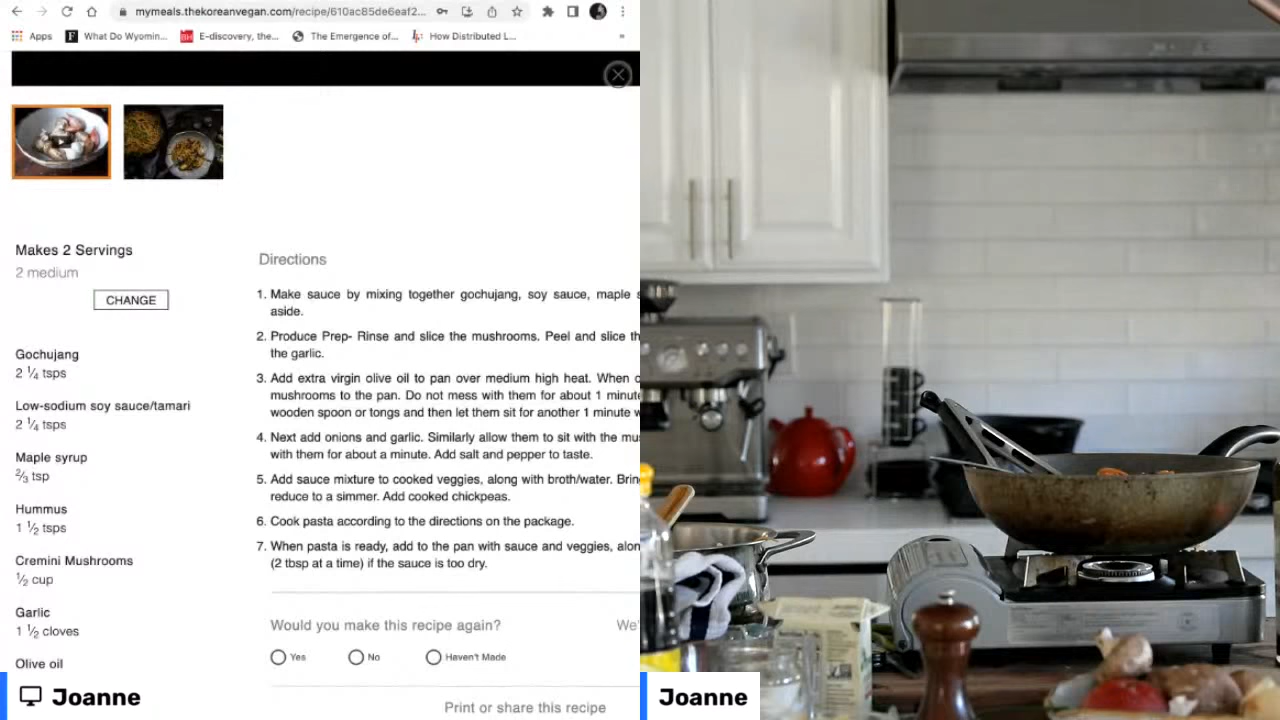 mymeals.thekoreanvegan.com/recipe/610ac85de6eaf2...
Apps
What Do Wyomin...
E-discovery, the...
The Emergence of...
How Distributed L...
»
Makes 2 Servings
2 medium
CHANGE
Gochujang
2 1/4 tsps
Low-sodium soy sauce/tamari
2 1/4 tsps
Maple syrup
2/3 tsp
Hummus
1 1/2 tsps
Cremini Mushrooms
1/2 cup
Garlic
1 1/2 cloves
Olive oil
Directions
1. Make sauce by mixing together gochujang, soy sauce, maple s
aside.
2. Produce Prep- Rinse and slice the mushrooms. Peel and slice th
the garlic.
3. Add extra virgin olive oil to pan over medium high heat. When
mushrooms to the pan. Do not mess with them for about 1 minute
wooden spoon or tongs and then let them sit for another 1 minute w
4. Next add onions and garlic. Similarly allow them to sit with the mus
with them for about a minute. Add salt and pepper to taste.
5. Add sauce mixture to cooked veggies, along with broth/water. Brin
reduce to a simmer. Add cooked chickpeas.
6. Cook pasta according to the directions on the package.
7. When pasta is ready, add to the pan with sauce and veggies, alon
(2 tbsp at a time) if the sauce is too dry.
Would you make this recipe again?
We'
Yes
No
Haven't Made
Print or share this recipe
Joanne
Joanne